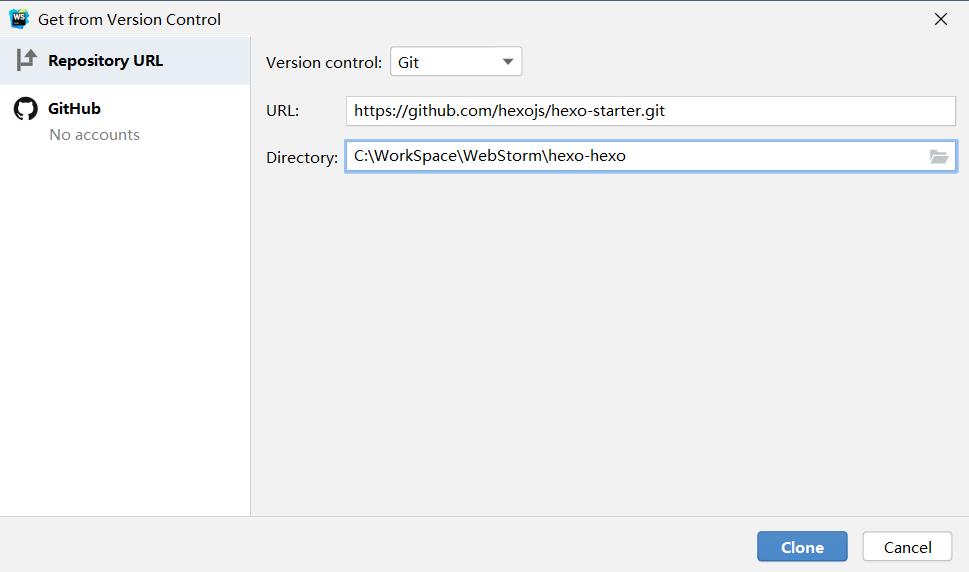 WS Get from Version Control
Repository URL
GitHub
No accounts
Version control: Git
URL: https://github.com/hexojs/hexo-starter.git
Directory: C:\WorkSpace\WebStorm\hexo-hexo
Clone Cancel